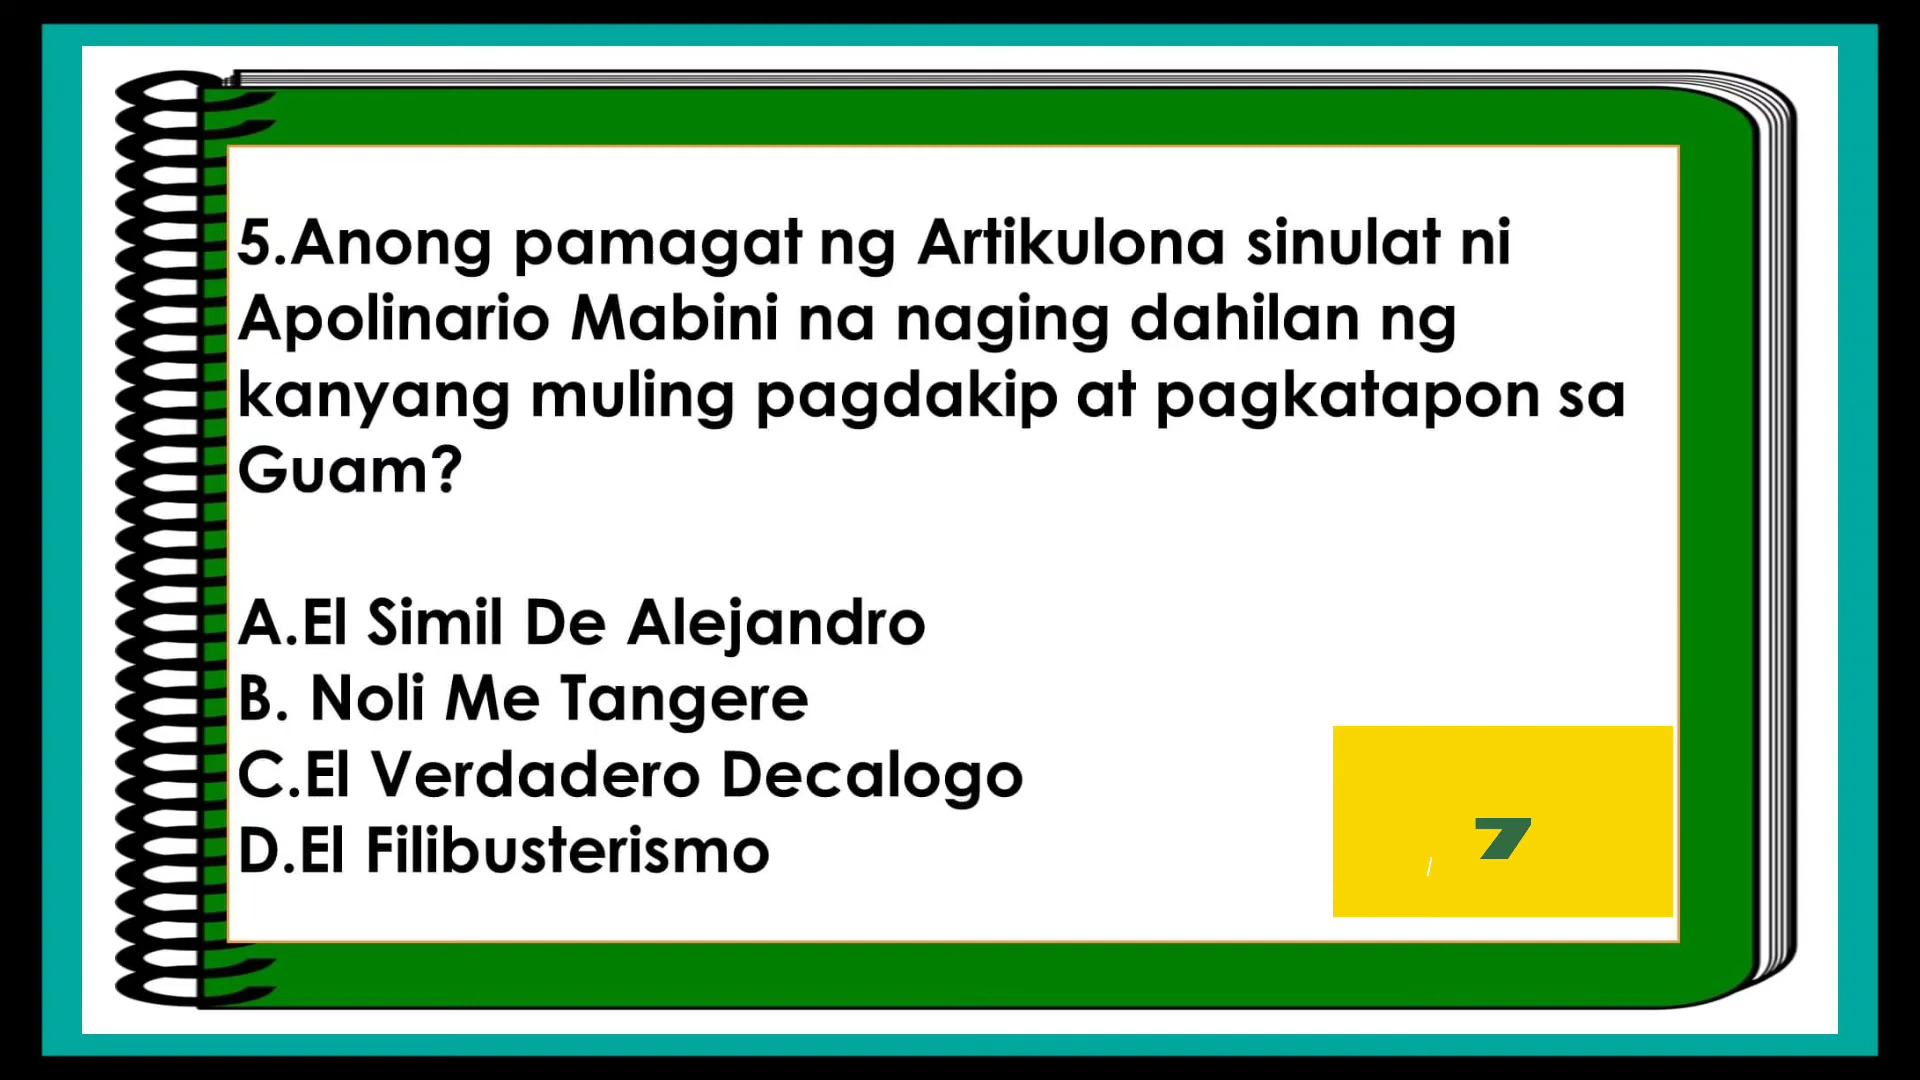 5.Anong pamagat ng Artikulona sinulat ni
Apolinario Mabini na naging dahilan ng
kanyang muling pagdakip at pagkatapon sa
Guam?
A.El Simil De Alejandro
B. Noli Me Tangere
C.El Verdadero Decalogo
D.El Filibusterismo
7